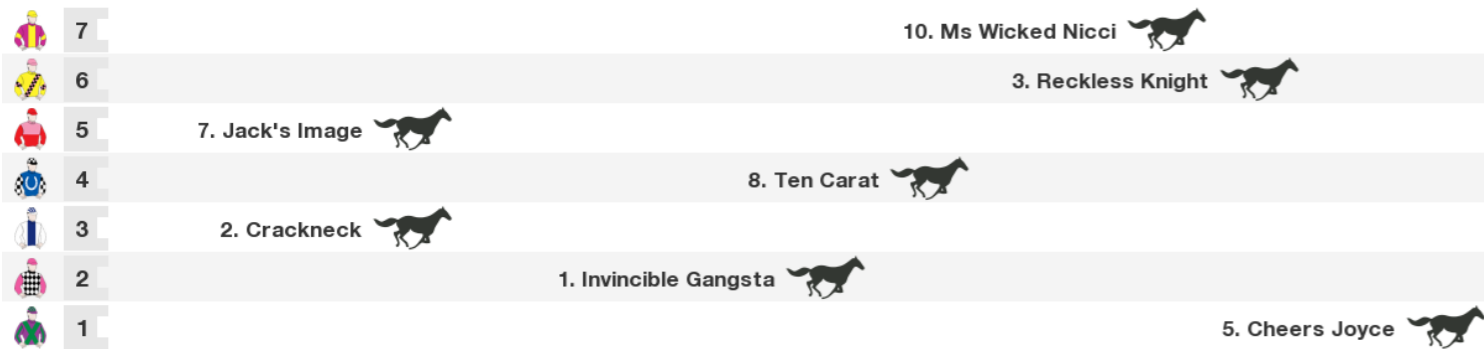 7 10. Ms Wicked Nicci
6 3. Reckless Knight
5 7. Jack's Image
4 8. Ten Carat
3 2. Crackneck
2 1. Invincible Gangsta
1 5. Cheers Joyce